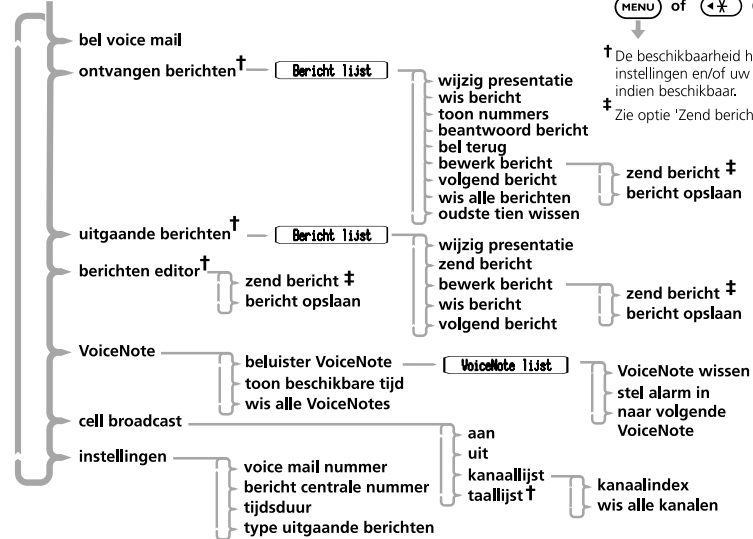 MENU of
† De beschikbaarheid h
instellingen en/of uw
indien beschikbaar.
‡ Zie optie 'Zend berich
bel voice mail
ontvangen berichten†
Bericht lijst
wijzig presentatie
wis bericht
toon nummers
beantwoord bericht
bel terug
bewerk bericht
volgend bericht
wis alle berichten
oudste tien wissen
zend bericht ‡
bericht opslaan
uitgaande berichten†
Bericht lijst
wijzig presentatie
zend bericht
bewerk bericht
wis bericht
volgend bericht
zend bericht ‡
bericht opslaan
berichten editor†
zend bericht ‡
bericht opslaan
VoiceNote
beluister VoiceNote
toon beschikbare tijd
wis alle VoiceNotes
VoiceNote lijst
VoiceNote wissen
stel alarm in
naar volgende
VoiceNote
cell broadcast
aan
uit
kanaallijst
taallijst†
kanaalindex
wis alle kanalen
instellingen
voice mail nummer
bericht centrale nummer
tijdsduur
type uitgaande berichten